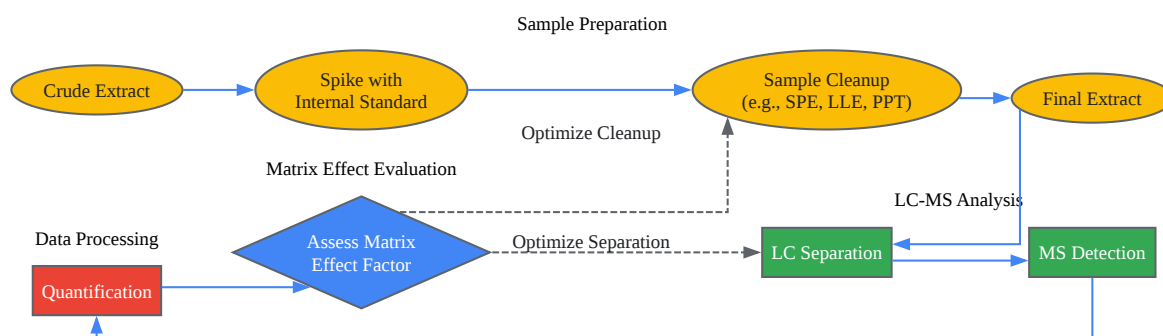 Sample Preparation
Crude Extract
Spike with
Internal Standard
Sample Cleanup
(e.g., SPE, LLE, PPT)
Final Extract
Optimize Cleanup
Matrix Effect Evaluation
LC-MS Analysis
Data Processing
Assess Matrix
Effect Factor
Optimize Separation
LC Separation
MS Detection
Quantification